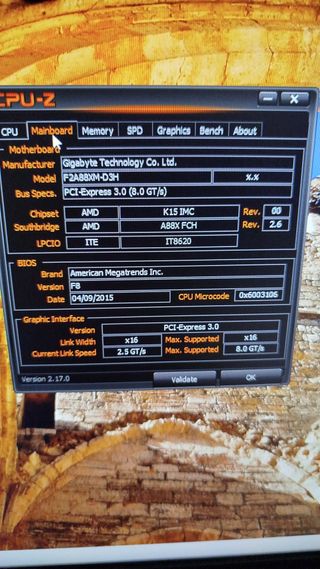 CPU-Z
CPU Mainboard Memory SPD Graphics Bench About
Motherboard
Manufacturer Gigabyte Technology Co. Ltd.
Model F2A88XM-D3H %.%
Bus Specs. PCI-Express 3.0 (8.0 GT/s)
Chipset AMD K15 IMC Rev. 00
Southbridge AMD A88X FCH Rev. 2.6
LPCIO ITE IT8620
BIOS
Brand American Megatrends Inc.
Version F8
Date 04/09/2015 CPU Microcode 0x6003106
Graphic Interface
Version PCI-Express 3.0
Link Width x16 Max. Supported x16
Current Link Speed 2.5 GT/s Max. Supported 8.0 GT/s
Version 2.17.0 Validate OK